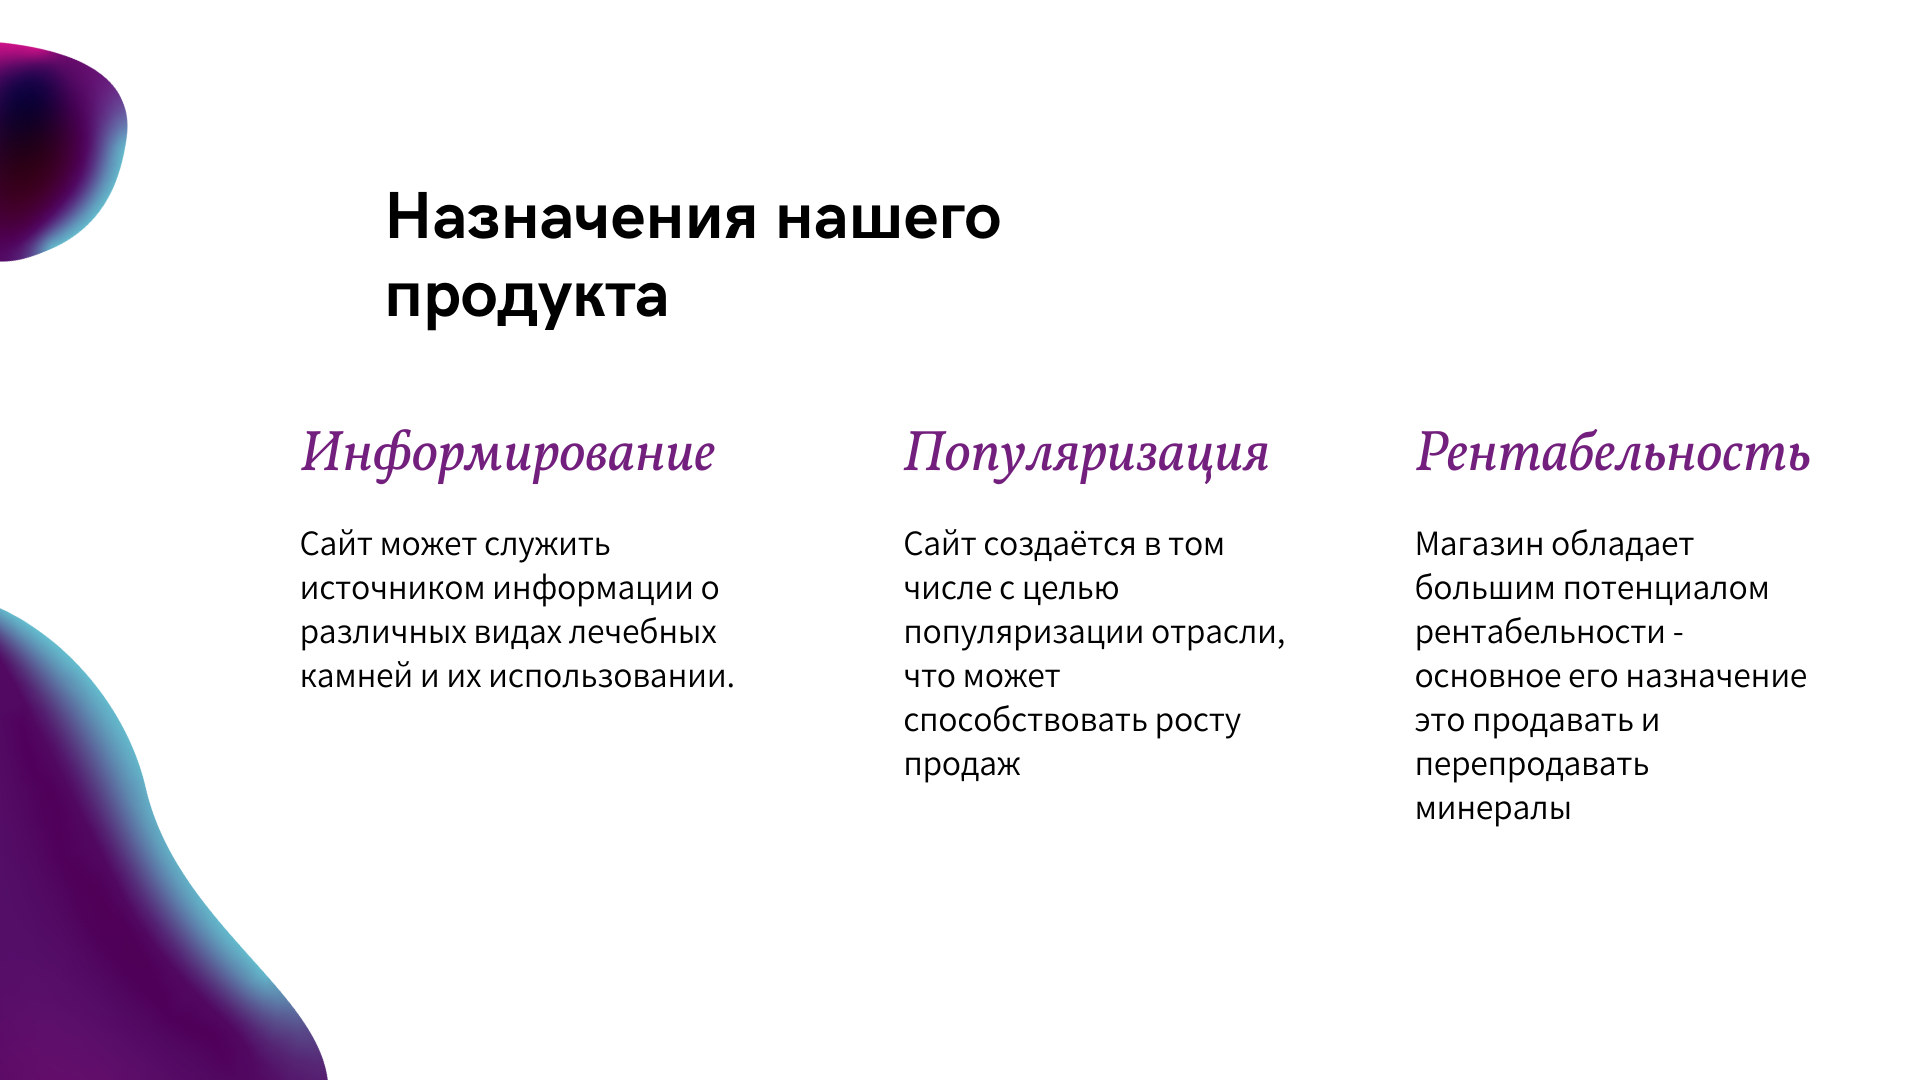 Назначения нашего
продукта
Информирование
Сайт может служить
источником информации о
различных видах лечебных
камней и их использовании.
Популяризация
Сайт создаётся в том
числе с целью
популяризации отрасли,
что может
способствовать росту
продаж
Рентабельность
Магазин обладает
большим потенциалом
рентабельности -
основное его назначение
это продавать и
перепродавать
минералы